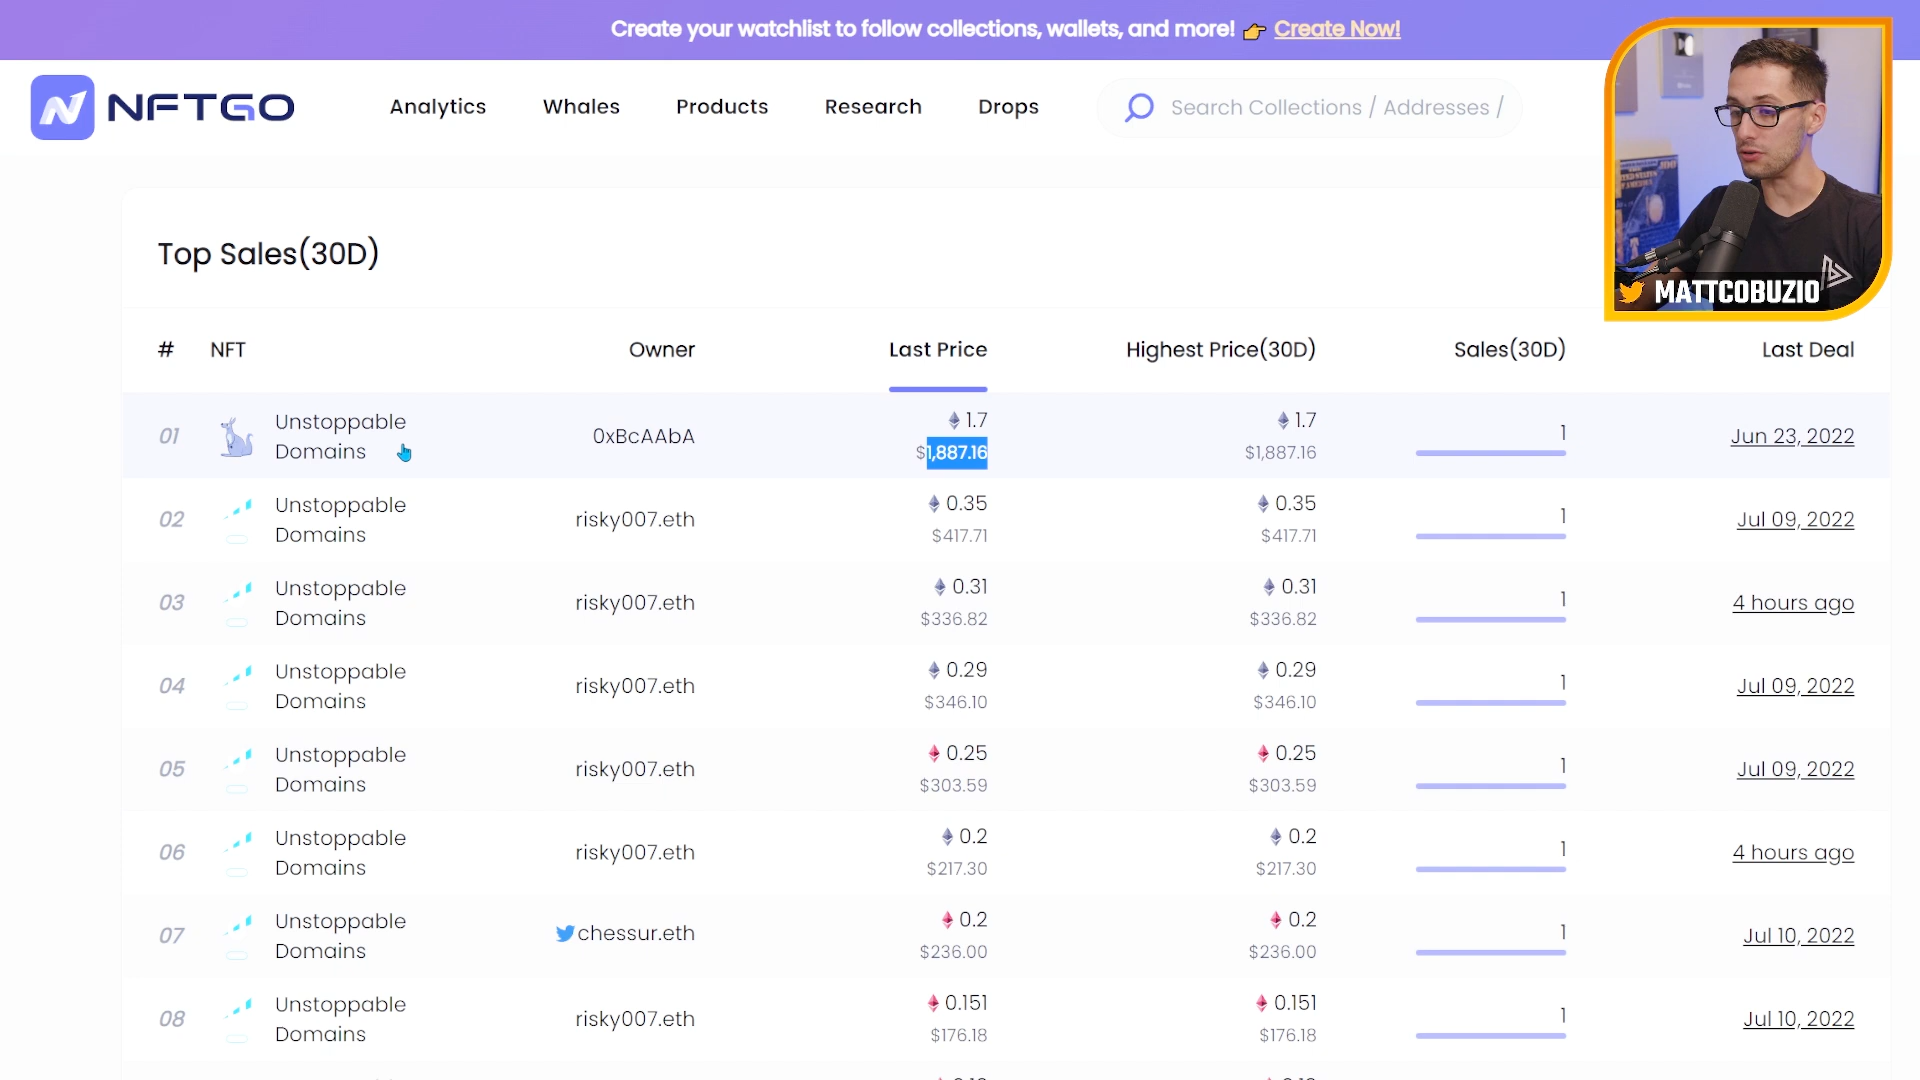 Create your watchlist to follow collections, wallets, and more! 👉 Create Now!
NFTGO
Analytics
Whales
Products
Research
Drops
Search Collections / Addresses /
MATTCOBUZIO
Top Sales(30D)
# NFT Owner Last Price Highest Price(30D) Sales(30D) Last Deal
01 Unstoppable Domains 0xBcAAbA 1.7 $1,887.16 1.7 $1,887.16 1 Jun 23, 2022
02 Unstoppable Domains risky007.eth 0.35 $417.71 0.35 $417.71 1 Jul 09, 2022
03 Unstoppable Domains risky007.eth 0.31 $336.82 0.31 $336.82 1 4 hours ago
04 Unstoppable Domains risky007.eth 0.29 $346.10 0.29 $346.10 1 Jul 09, 2022
05 Unstoppable Domains risky007.eth 0.25 $303.59 0.25 $303.59 1 Jul 09, 2022
06 Unstoppable Domains risky007.eth 0.2 $217.30 0.2 $217.30 1 4 hours ago
07 Unstoppable Domains chessur.eth 0.2 $236.00 0.2 $236.00 1 Jul 10, 2022
08 Unstoppable Domains risky007.eth 0.151 $176.18 0.151 $176.18 1 Jul 10, 2022